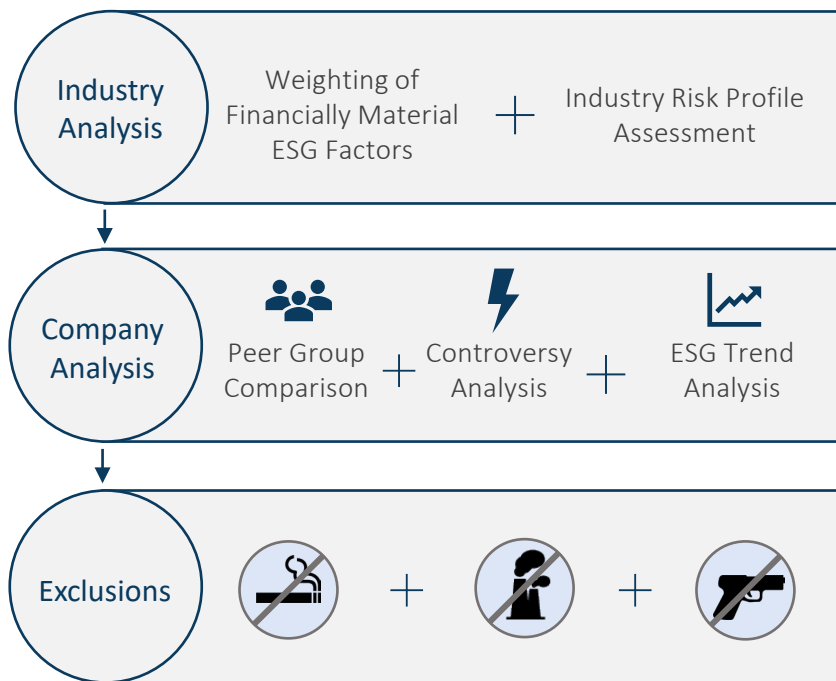 Industry
Analysis
Weighting of
Financially Material
ESG Factors
Industry Risk Profile
Assessment
Company
Analysis
Peer Group
Comparison
Controversy
Analysis
ESG Trend
Analysis
Exclusions